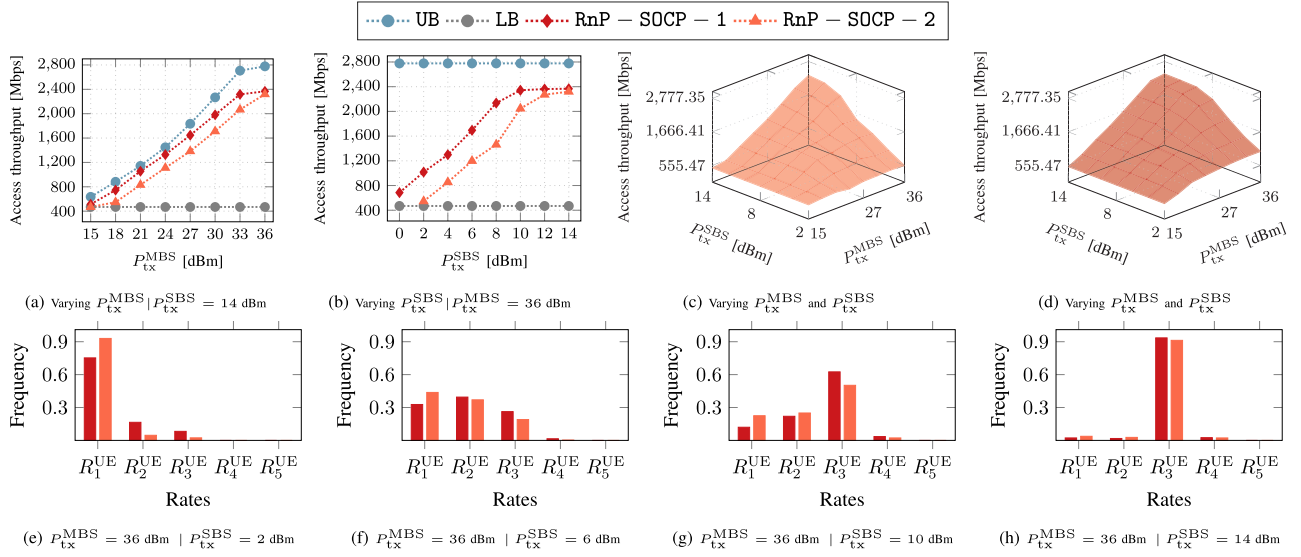 UB LB RnP − SOCP − 1 RnP − SOCP − 2
Access throughput [Mbps]
2,800
2,400
2,000
1,600
1,200
800
400
15 18 21 24 27 30 33 36
P_tx^MBS [dBm]
(a) Varying P_tx^MBS | P_tx^SBS = 14 dBm
Access throughput [Mbps]
2,800
2,400
2,000
1,600
1,200
800
400
0 2 4 6 8 10 12 14
P_tx^SBS [dBm]
(b) Varying P_tx^SBS | P_tx^MBS = 36 dBm
Access throughput [Mbps]
2,777.35
1,666.41
555.47
14
8
2
15
27
36
P_tx^SBS [dBm]
P_tx^MBS [dBm]
(c) Varying P_tx^MBS and P_tx^SBS
Access throughput [Mbps]
2,777.35
1,666.41
555.47
14
8
2
15
27
36
P_tx^SBS [dBm]
P_tx^MBS [dBm]
(d) Varying P_tx^MBS and P_tx^SBS
Frequency
0.9
0.6
0.3
R_1^UE R_2^UE R_3^UE R_4^UE R_5^UE
Rates
(e) P_tx^MBS = 36 dBm | P_tx^SBS = 2 dBm
Frequency
0.9
0.6
0.3
R_1^UE R_2^UE R_3^UE R_4^UE R_5^UE
Rates
(f) P_tx^MBS = 36 dBm | P_tx^SBS = 6 dBm
Frequency
0.9
0.6
0.3
R_1^UE R_2^UE R_3^UE R_4^UE R_5^UE
Rates
(g) P_tx^MBS = 36 dBm | P_tx^SBS = 10 dBm
Frequency
0.9
0.6
0.3
R_1^UE R_2^UE R_3^UE R_4^UE R_5^UE
Rates
(h) P_tx^MBS = 36 dBm | P_tx^SBS = 14 dBm